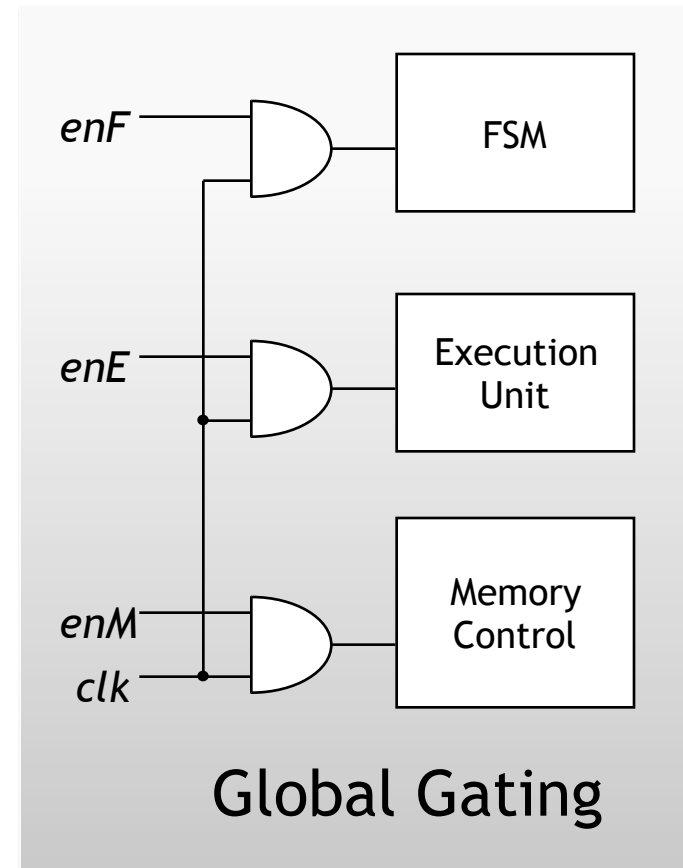 enF
FSM
enE
Execution
Unit
enM
clk
Memory
Control
Global Gating